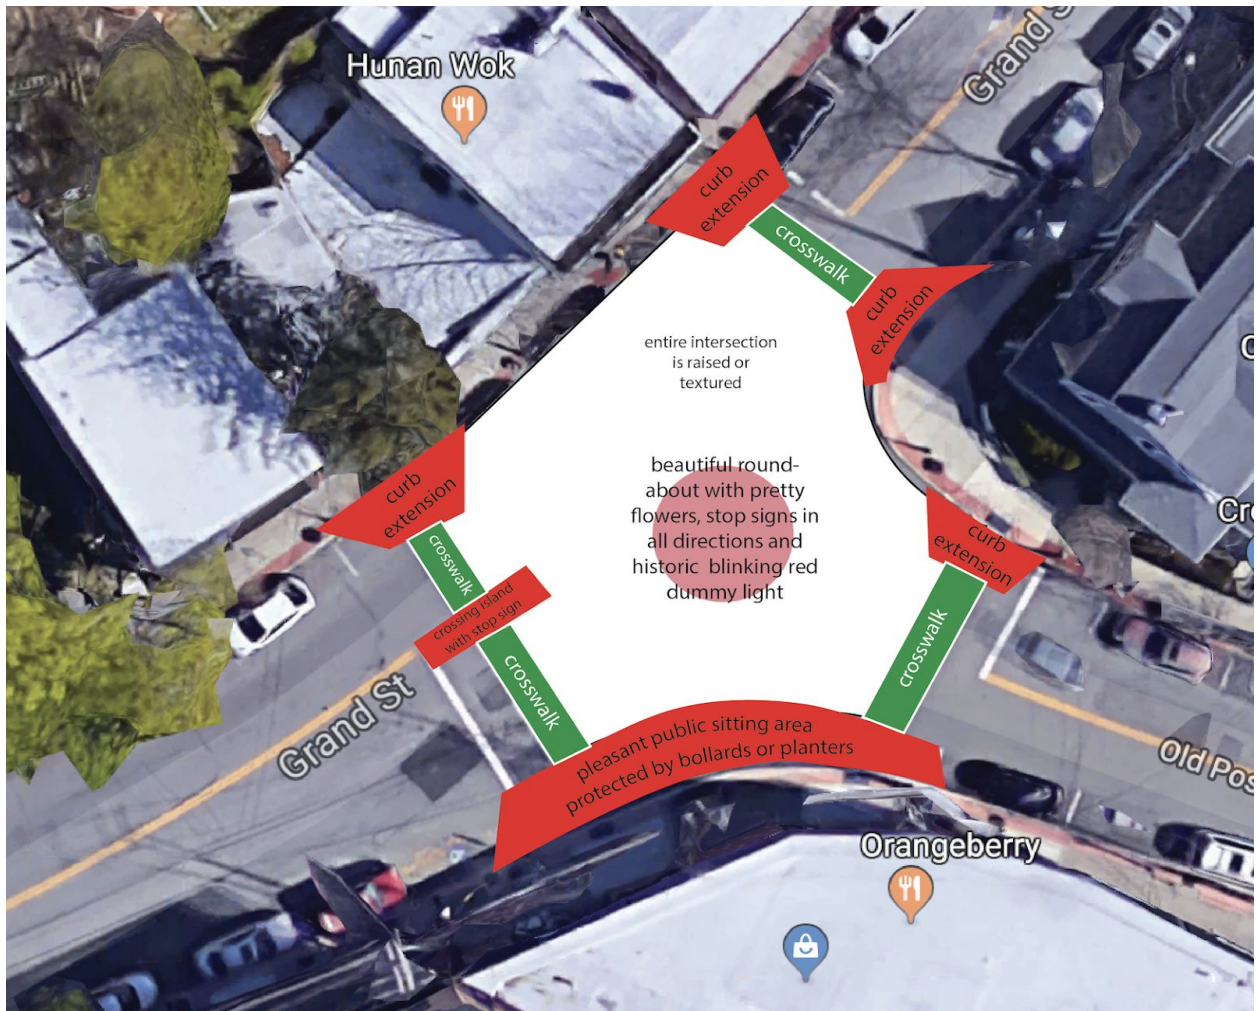 Hunan Wok
Grand S
curb
extension
crosswalk
curb
extension
entire intersection
is raised or
textured
beautiful round-
about with pretty
flowers, stop signs in
all directions and
historic blinking red
dummy light
curb
extension
curb
extension
crosswalk
crossing island
with stop sign
crosswalk
crosswalk
Grand St
pleasant public sitting area
protected by bollards or planters
Old Pos
Orangeberry
C
Cr